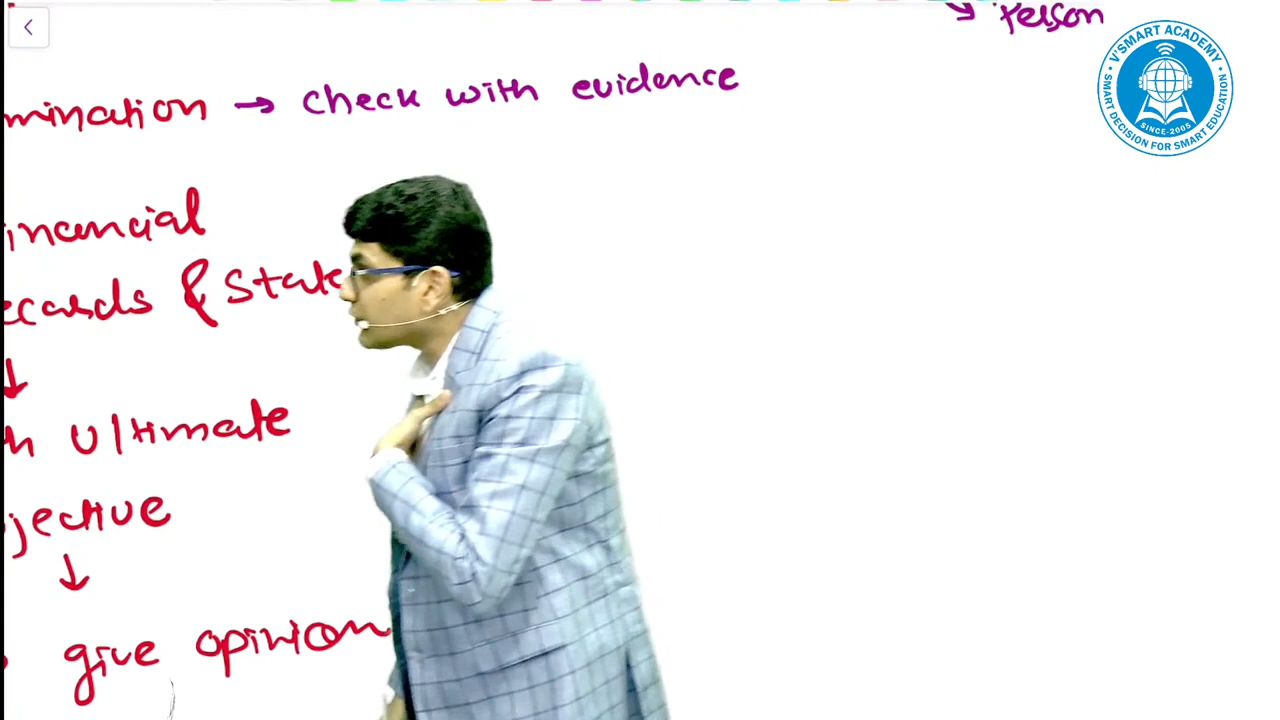 Person
mination → check with evidence
inancial
ecards & State
↓
h Ultimate
jective
↓
give opinion
V'SMART ACADEMY
SINCE-2005
SMART DECISION FOR SMART EDUCATION